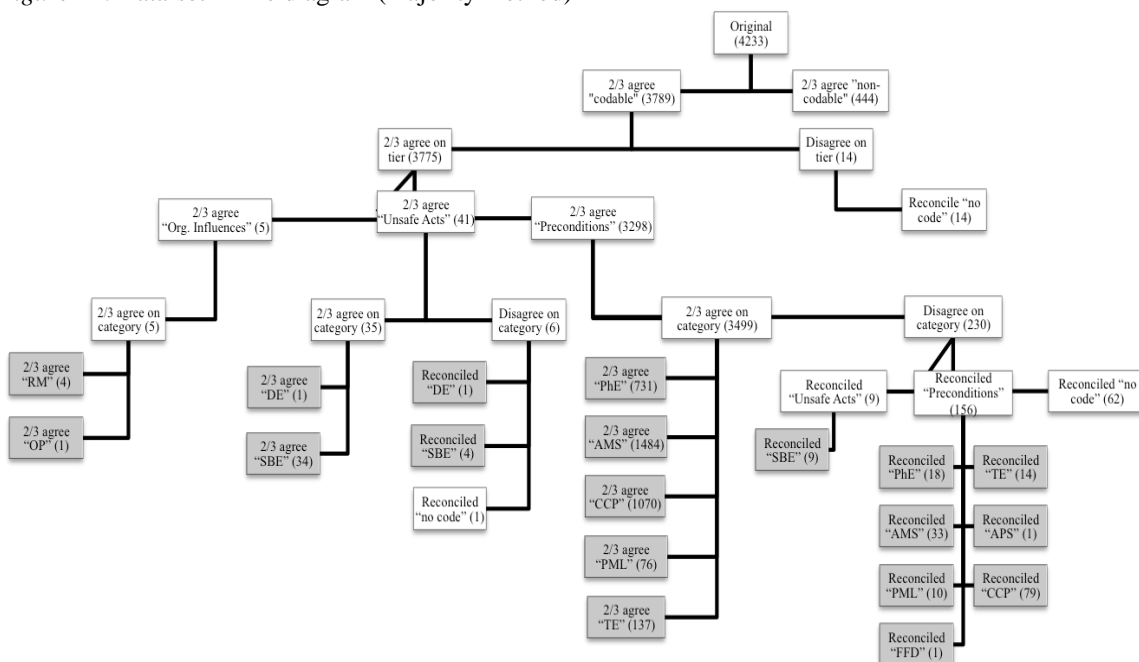 Original
(4233)
2/3 agree
"codable" (3789)
2/3 agree "non-
codable" (444)
2/3 agree on
tier (3775)
Disagree on
tier (14)
Reconcile "no
code" (14)
2/3 agree
"Org. Influences" (5)
2/3 agree
"Unsafe Acts" (41)
2/3 agree
"Preconditions" (3298)
2/3 agree on
category (5)
2/3 agree on
category (35)
Disagree on
category (6)
2/3 agree on
category (3499)
Disagree on
category (230)
2/3 agree
"RM" (4)
2/3 agree
"OP" (1)
2/3 agree
"DE" (1)
2/3 agree
"SBE" (34)
Reconciled
"DE" (1)
Reconciled
"SBE" (4)
Reconciled
"no code" (1)
2/3 agree
"PhE" (731)
2/3 agree
"AMS" (1484)
2/3 agree
"CCP" (1070)
2/3 agree
"PML" (76)
2/3 agree
"TE" (137)
Reconciled
"Unsafe Acts" (9)
Reconciled
"Preconditions"
(156)
Reconciled "no
code" (62)
Reconciled
"SBE" (9)
Reconciled
"PhE" (18)
Reconciled
"TE" (14)
Reconciled
"AMS" (33)
Reconciled
"APS" (1)
Reconciled
"PML" (10)
Reconciled
"CCP" (79)
Reconciled
"FFD" (1)